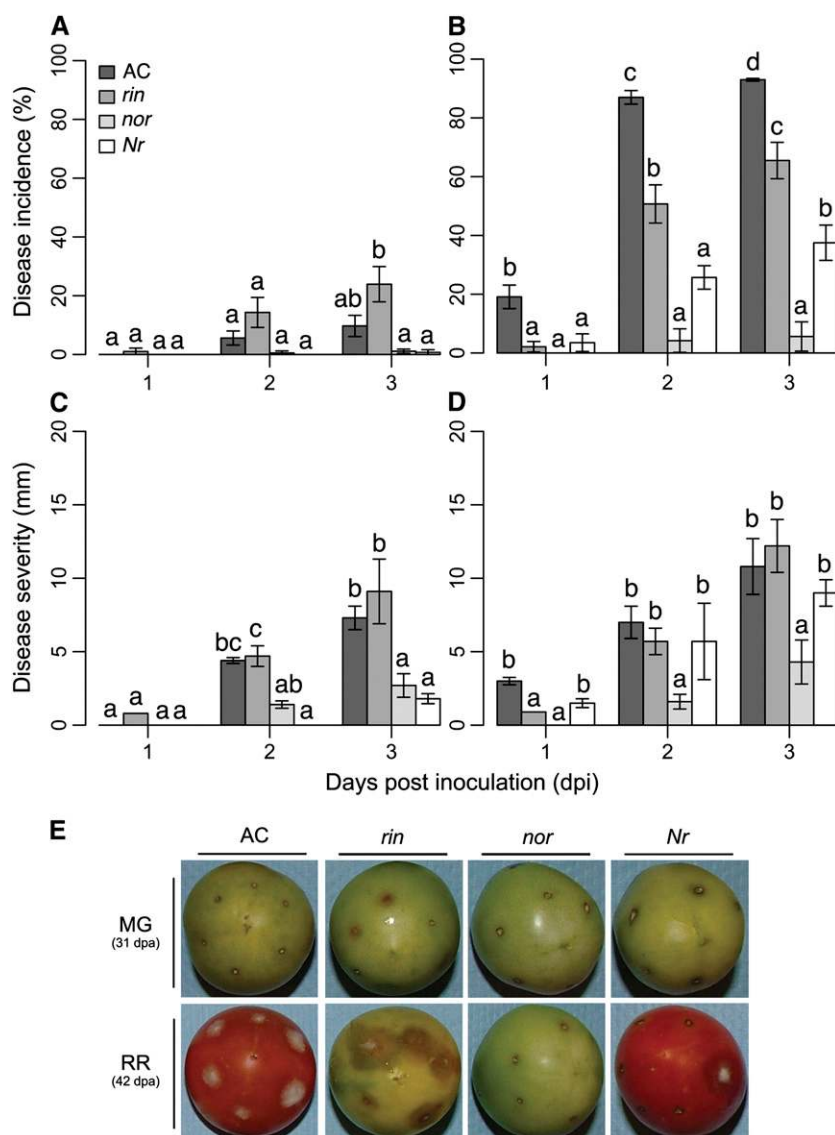 A
B
Disease incidence (%)
100
80
60
40
20
0
AC
rin
nor
Nr
a a a a
a a a a
ab b a a
1 2 3
100
80
60
40
20
0
b a a a
c b a a
d c a b
1 2 3
C
D
Disease severity (mm)
20
15
10
5
0
a a a a
bc c ab a
b b a a
1 2 3
20
15
10
5
0
b a a b
b b a b
b b a b
1 2 3
Days post inoculation (dpi)
E
AC rin nor Nr
MG
(31 dpa)
RR
(42 dpa)